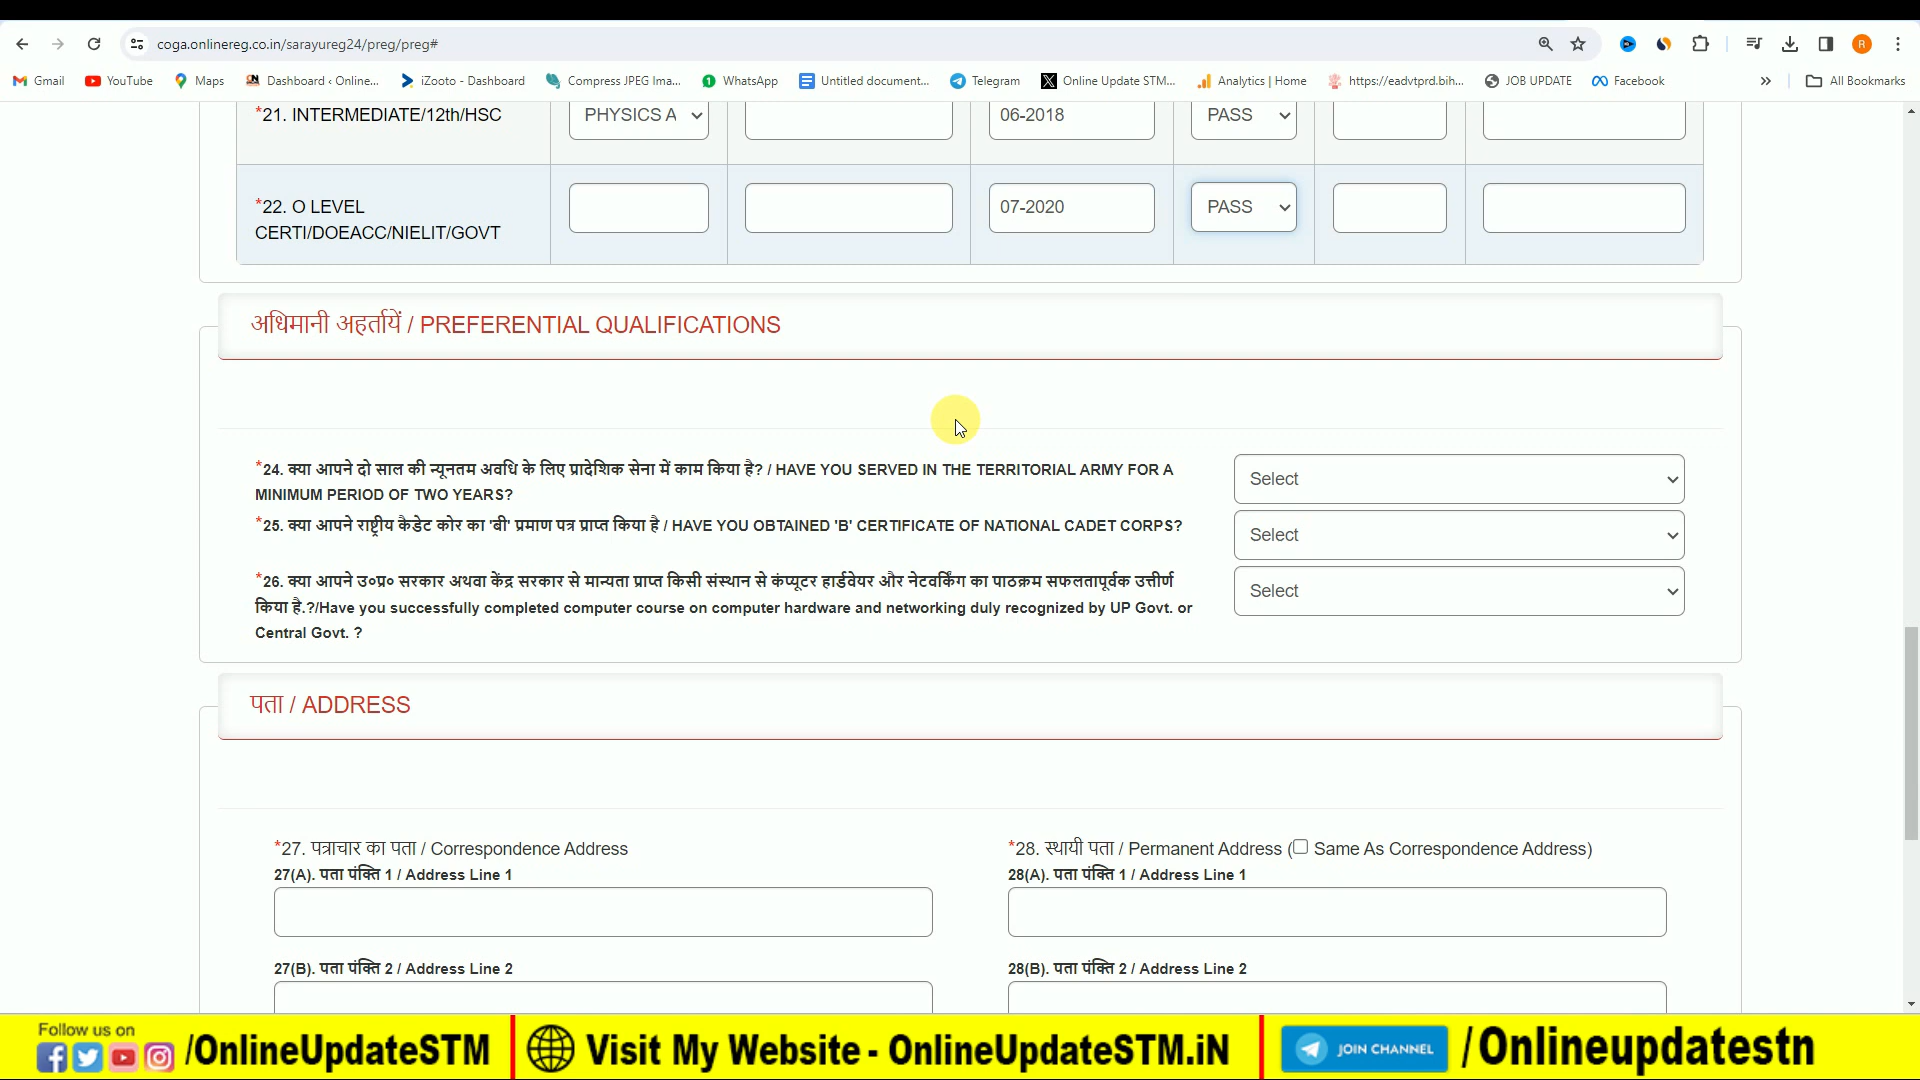 coga.onlinereg.co.in/sarayureg24/preg/preg#
R
Gmail YouTube Maps Dashboard ‹ Online... iZooto - Dashboard Compress JPEG Ima... WhatsApp Untitled document... Telegram Online Update STM... Analytics | Home https://eadvtprd.bih... JOB UPDATE Facebook » All Bookmarks
*21. INTERMEDIATE/12th/HSC PHYSICS A 06-2018 PASS
*22. O LEVEL
CERTI/DOEACC/NIELIT/GOVT 07-2020 PASS
अधिमानी अहर्तायें / PREFERENTIAL QUALIFICATIONS
*24. क्या आपने दो साल की न्यूनतम अवधि के लिए प्रादेशिक सेना में काम किया है? / HAVE YOU SERVED IN THE TERRITORIAL ARMY FOR A
MINIMUM PERIOD OF TWO YEARS?
Select
*25. क्या आपने राष्ट्रीय कैडेट कोर का 'बी' प्रमाण पत्र प्राप्त किया है / HAVE YOU OBTAINED 'B' CERTIFICATE OF NATIONAL CADET CORPS?
Select
*26. क्या आपने उ०प्र० सरकार अथवा केंद्र सरकार से मान्यता प्राप्त किसी संस्थान से कंप्यूटर हार्डवेयर और नेटवर्किंग का पाठक्रम सफलतापूर्वक उत्तीर्ण
किया है.?/Have you successfully completed computer course on computer hardware and networking duly recognized by UP Govt. or
Central Govt. ?
Select
पता / ADDRESS
*27. पत्राचार का पता / Correspondence Address
27(A). पता पंक्ति 1 / Address Line 1
27(B). पता पंक्ति 2 / Address Line 2
*28. स्थायी पता / Permanent Address ( Same As Correspondence Address)
28(A). पता पंक्ति 1 / Address Line 1
28(B). पता पंक्ति 2 / Address Line 2
Follow us on
/OnlineUpdateSTM
Visit My Website - OnlineUpdateSTM.iN
JOIN CHANNEL
/Onlineupdatestn